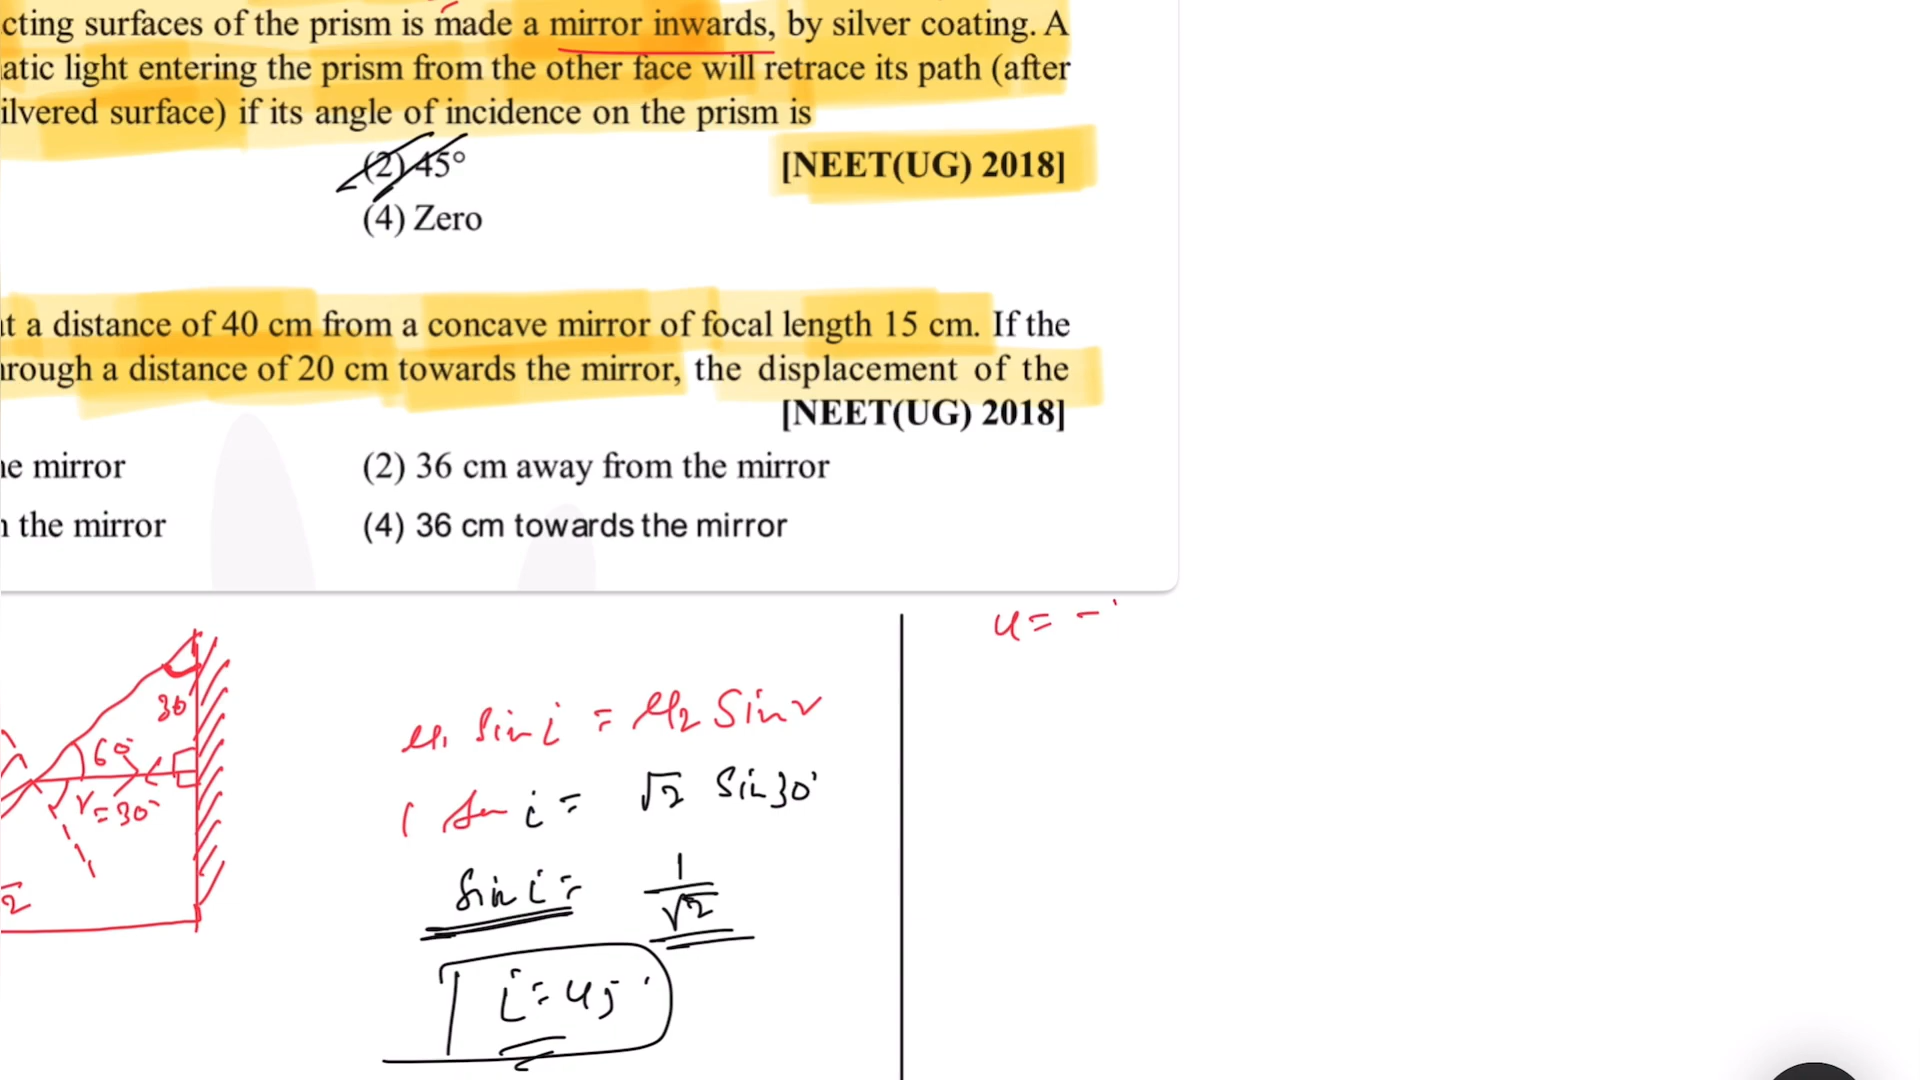 cting surfaces of the prism is made a mirror inwards, by silver coating. A
atic light entering the prism from the other face will retrace its path (after
ilvered surface) if its angle of incidence on the prism is
(2) 45°
[NEET(UG) 2018]
(4) Zero
t a distance of 40 cm from a concave mirror of focal length 15 cm. If the
rough a distance of 20 cm towards the mirror, the displacement of the
[NEET(UG) 2018]
e mirror
(2) 36 cm away from the mirror
the mirror
(4) 36 cm towards the mirror
u = -
30
60
r = 30°
√2
μ₁ Sin i = μ₂ Sin r
1 Sin i = √2 Sin 30°
Sin i = 1/√2
i = 45°